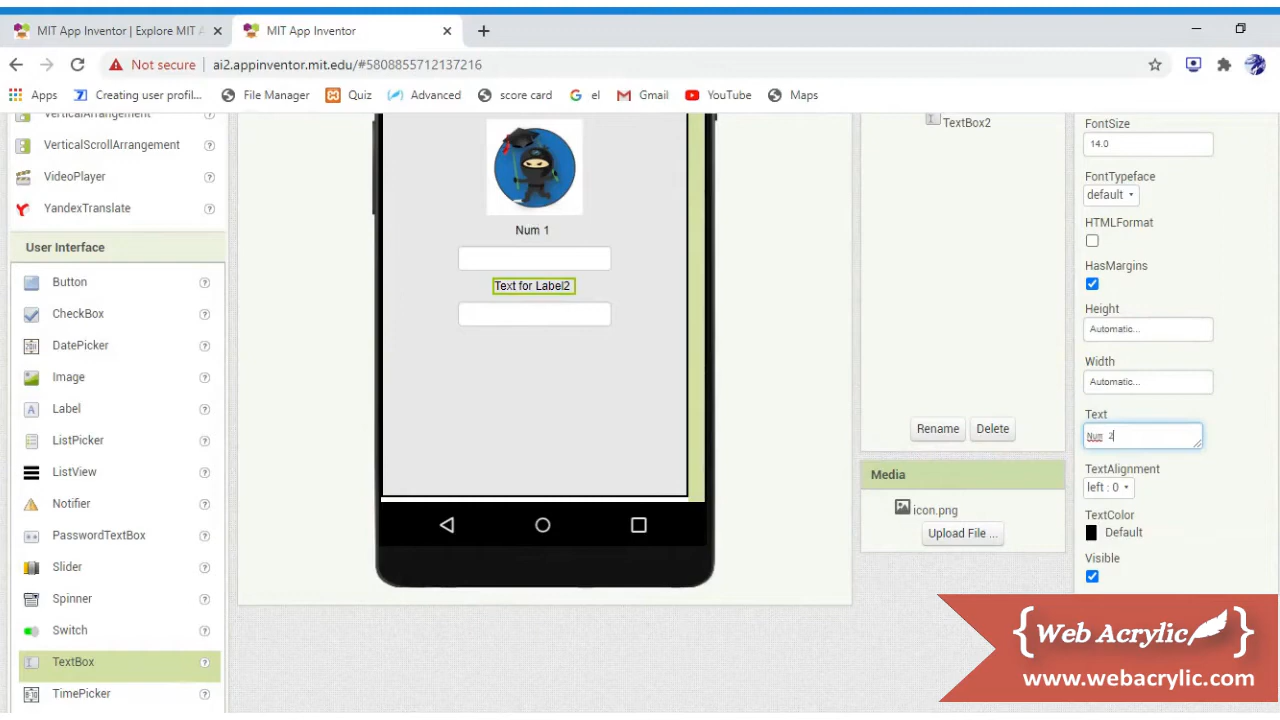 MIT App Inventor | Explore MIT A
MIT App Inventor
Not secure
ai2.appinventor.mit.edu/#5808855712137216
Apps
Creating user profil...
File Manager
Quiz
Advanced
score card
el
Gmail
YouTube
Maps
VerticalArrangement
VerticalScrollArrangement
VideoPlayer
YandexTranslate
User Interface
Button
CheckBox
DatePicker
Image
Label
ListPicker
ListView
Notifier
PasswordTextBox
Slider
Spinner
Switch
TextBox
TimePicker
Num 1
Text for Label2
TextBox2
Rename
Delete
Media
icon.png
Upload File ...
FontSize
14.0
FontTypeface
default
HTMLFormat
HasMargins
Height
Automatic...
Width
Automatic...
Text
Num 2
TextAlignment
left : 0
TextColor
Default
Visible
{Web Acrylic}
www.webacrylic.com